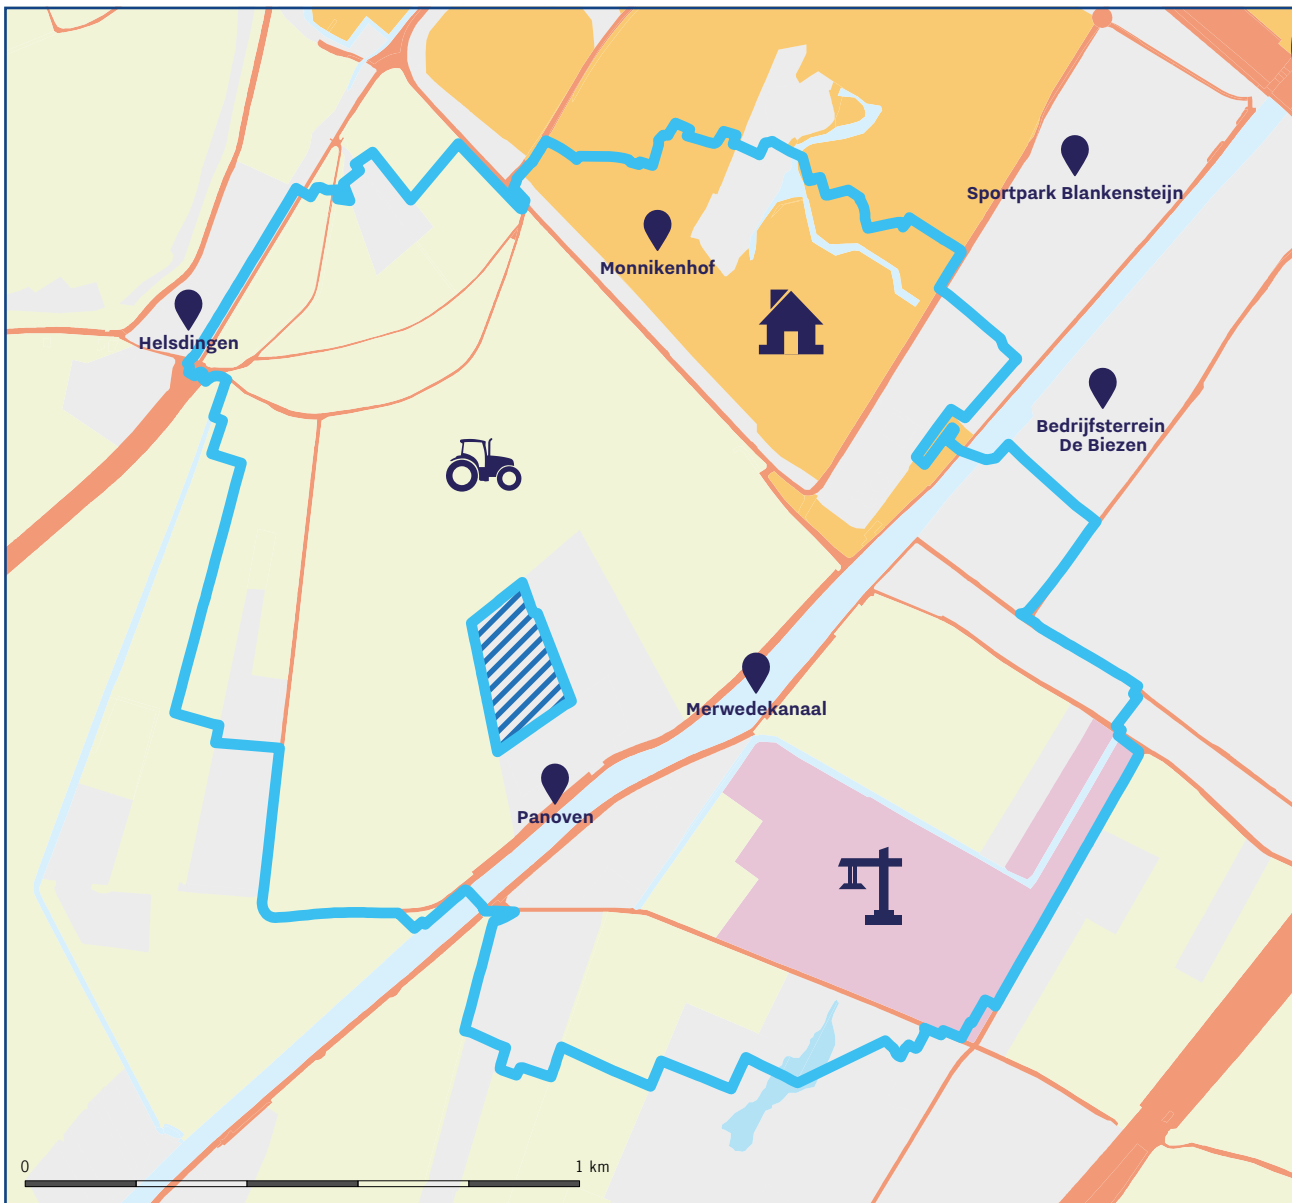 Sportpark Blankensteijn
Monnikenhof
Helsdingen
Bedrijfsterrein
De Biezen
Merwedekanaal
Panoven
0 1 km